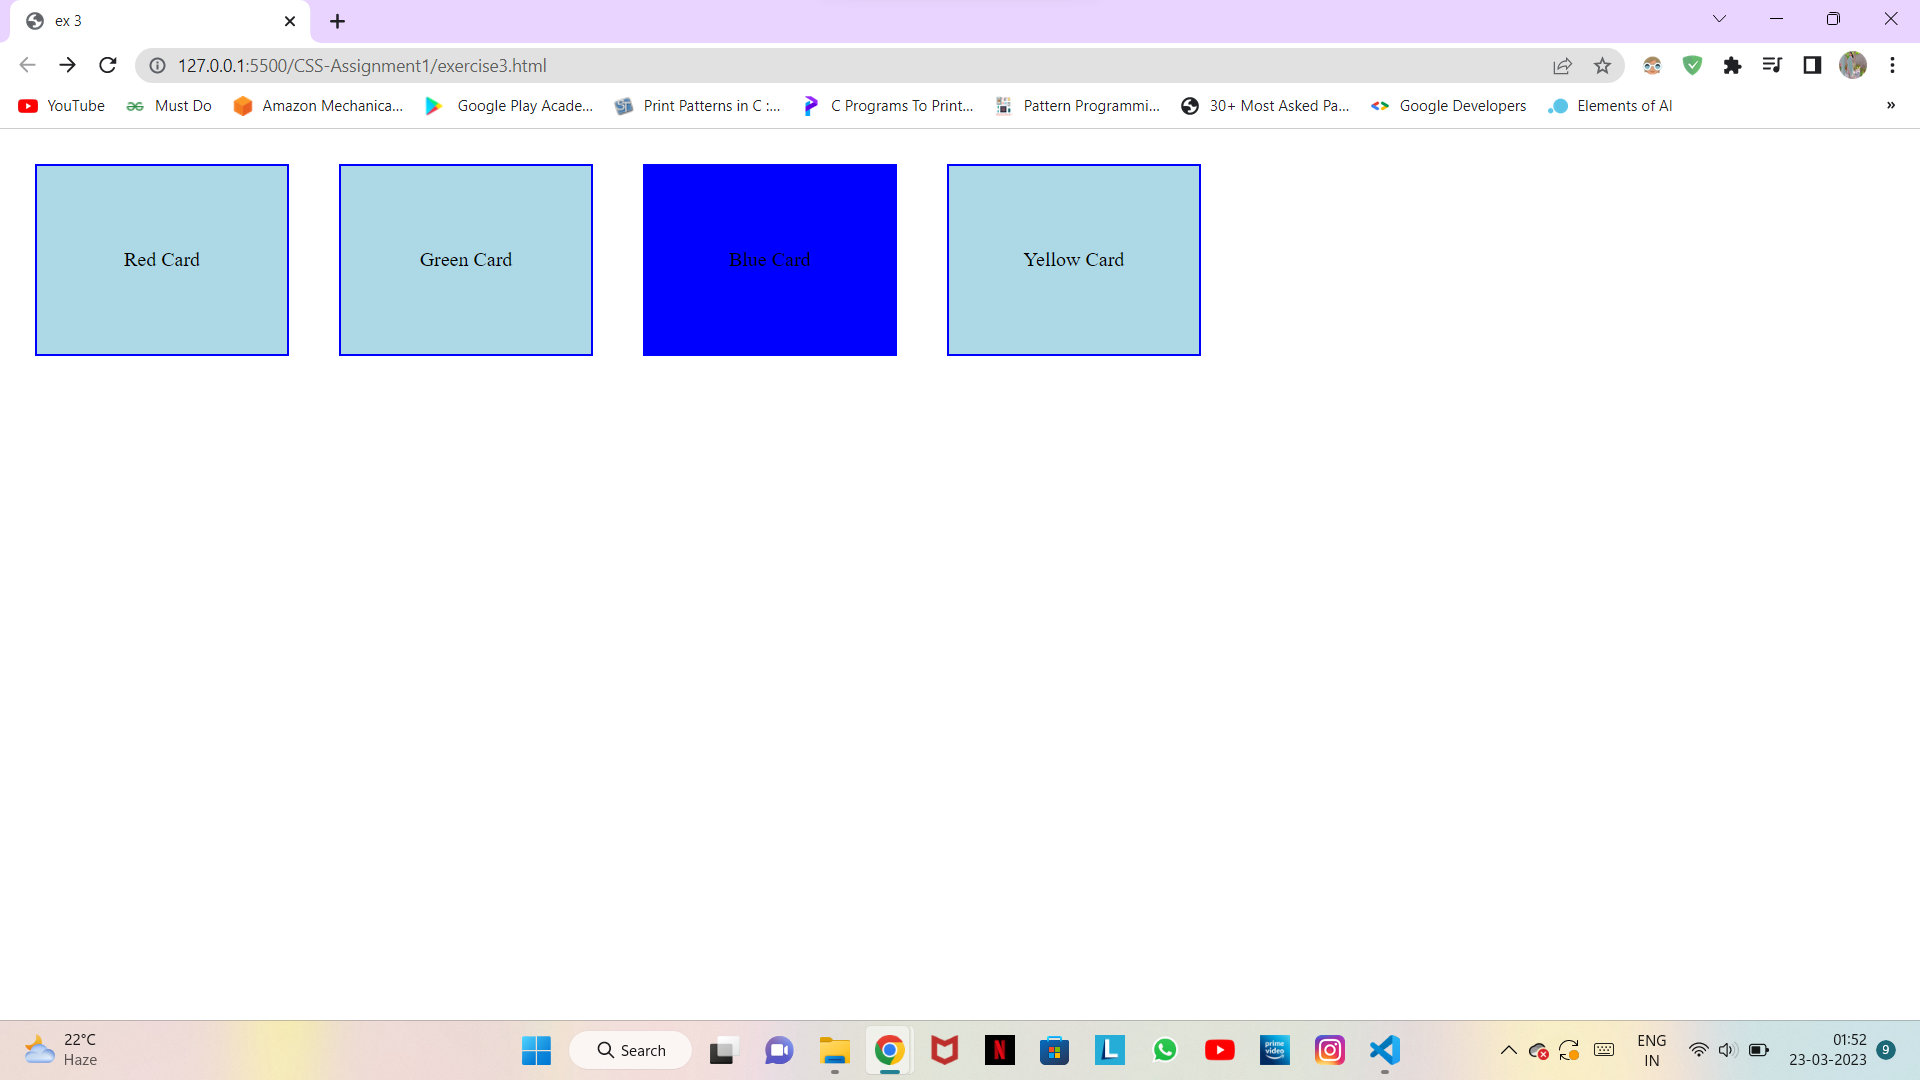 ex 3
127.0.0.1:5500/CSS-Assignment1/exercise3.html
YouTube Must Do Amazon Mechanica... Google Play Acade... Print Patterns in C :... C Programs To Print... Pattern Programmi... 30+ Most Asked Pa... Google Developers Elements of AI »
Red Card Green Card Blue Card Yellow Card
22°C
Haze
Search
prime video
ENG
IN
01:52
23-03-2023
9